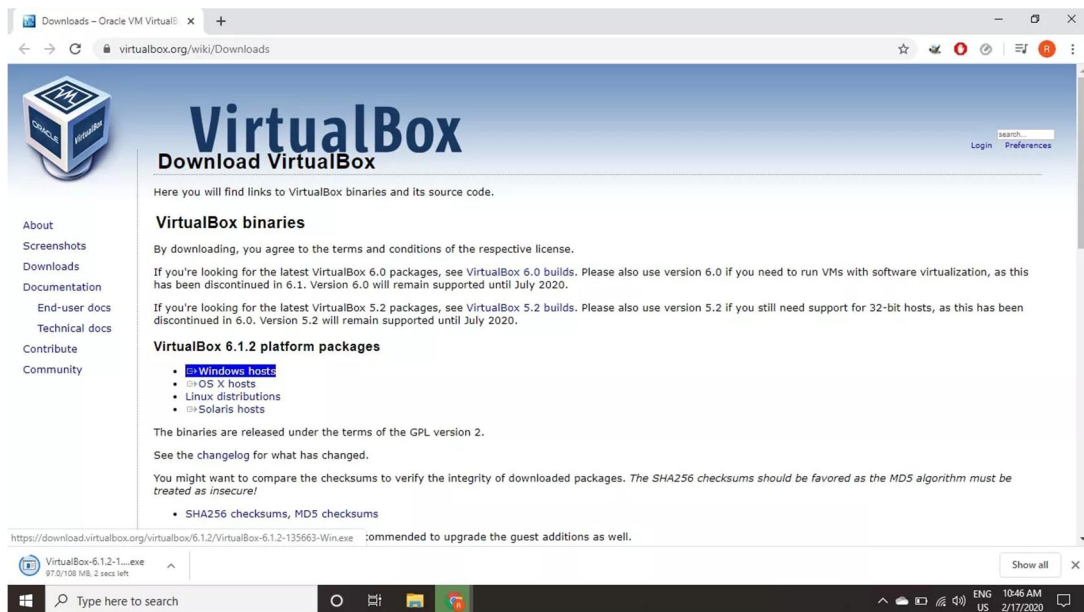 Downloads – Oracle VM VirtualB
virtualbox.org/wiki/Downloads
R
VM
ORACLE
VirtualBox
VirtualBox
search...
Login Preferences
Download VirtualBox
Here you will find links to VirtualBox binaries and its source code.
About
Screenshots
Downloads
Documentation
End-user docs
Technical docs
Contribute
Community
VirtualBox binaries
By downloading, you agree to the terms and conditions of the respective license.
If you're looking for the latest VirtualBox 6.0 packages, see VirtualBox 6.0 builds. Please also use version 6.0 if you need to run VMs with software virtualization, as this
has been discontinued in 6.1. Version 6.0 will remain supported until July 2020.
If you're looking for the latest VirtualBox 5.2 packages, see VirtualBox 5.2 builds. Please also use version 5.2 if you still need support for 32-bit hosts, as this has been
discontinued in 6.0. Version 5.2 will remain supported until July 2020.
VirtualBox 6.1.2 platform packages
Windows hosts
OS X hosts
Linux distributions
Solaris hosts
The binaries are released under the terms of the GPL version 2.
See the changelog for what has changed.
You might want to compare the checksums to verify the integrity of downloaded packages. The SHA256 checksums should be favored as the MD5 algorithm must be
treated as insecure!
SHA256 checksums, MD5 checksums
https://download.virtualbox.org/virtualbox/6.1.2/VirtualBox-6.1.2-135663-Win.exe
commended to upgrade the guest additions as well.
VirtualBox-6.1.2-1....exe
97.0/108 MB, 2 secs left
Show all
Type here to search
R
ENG
US
10:46 AM
2/17/2020